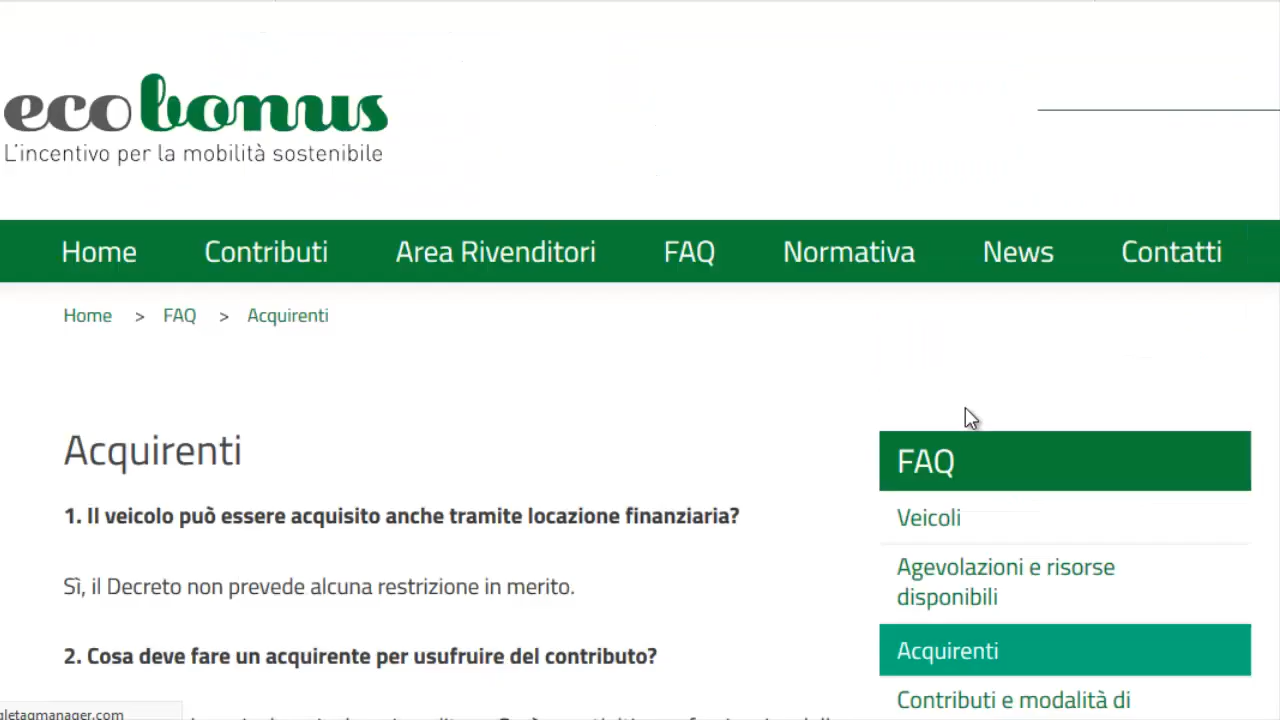 ecobonus
L'incentivo per la mobilità sostenibile
Home Contributi Area Rivenditori FAQ Normativa News Contatti
Home > FAQ > Acquirenti
Acquirenti
1. Il veicolo può essere acquisito anche tramite locazione finanziaria?
Sì, il Decreto non prevede alcuna restrizione in merito.
2. Cosa deve fare un acquirente per usufruire del contributo?
FAQ
Veicoli
Agevolazioni e risorse
disponibili
Acquirenti
Contributi e modalità di
gletagmanager.com